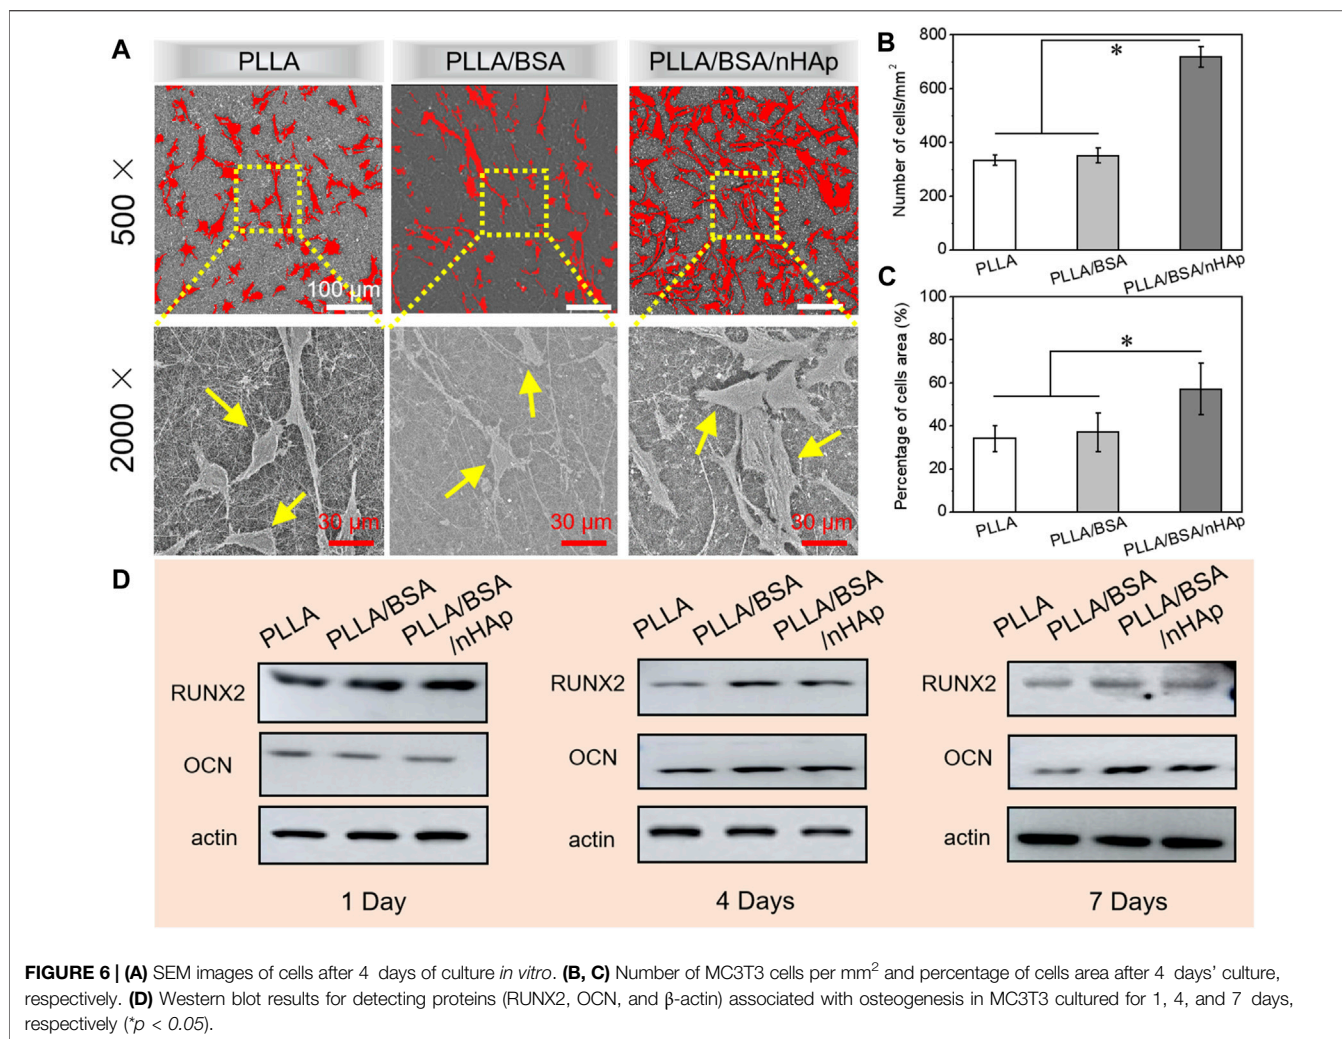 A
PLLA
PLLA/BSA
PLLA/BSA/nHAp
500 ×
100 µm
2000 ×
30 µm
30 µm
30 µm
B
Number of cells/mm²
800
600
400
200
0
*
PLLA
PLLA/BSA
PLLA/BSA/nHAp
C
Percentage of cells area (%)
100
80
60
40
20
0
*
PLLA
PLLA/BSA
PLLA/BSA/nHAp
D
PLLA
PLLA/BSA
PLLA/BSA
/nHAp
RUNX2
OCN
actin
1 Day
PLLA
PLLA/BSA
PLLA/BSA
/nHAp
RUNX2
OCN
actin
4 Days
PLLA
PLLA/BSA
PLLA/BSA
/nHAp
RUNX2
OCN
actin
7 Days
FIGURE 6 | (A) SEM images of cells after 4 days of culture in vitro. (B, C) Number of MC3T3 cells per mm² and percentage of cells area after 4 days’ culture,
respectively. (D) Western blot results for detecting proteins (RUNX2, OCN, and β-actin) associated with osteogenesis in MC3T3 cultured for 1, 4, and 7 days,
respectively (*p < 0.05).